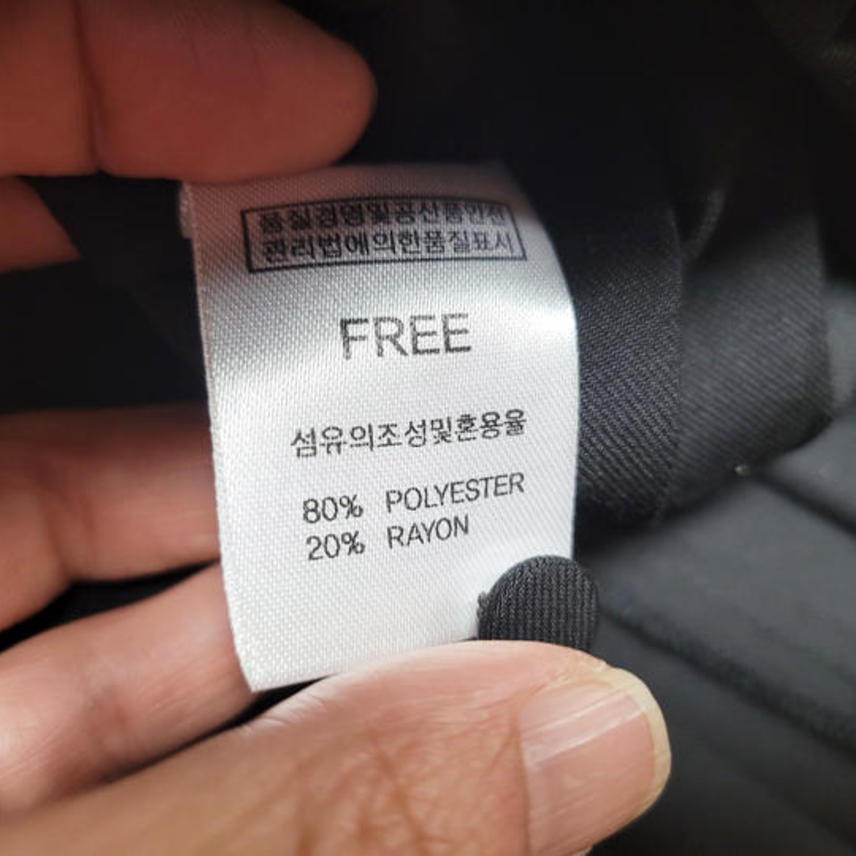 품질경영및공산품안전
관리법에의한품질표시
FREE
섬유의조성및혼용율
80% POLYESTER
20% RAYON